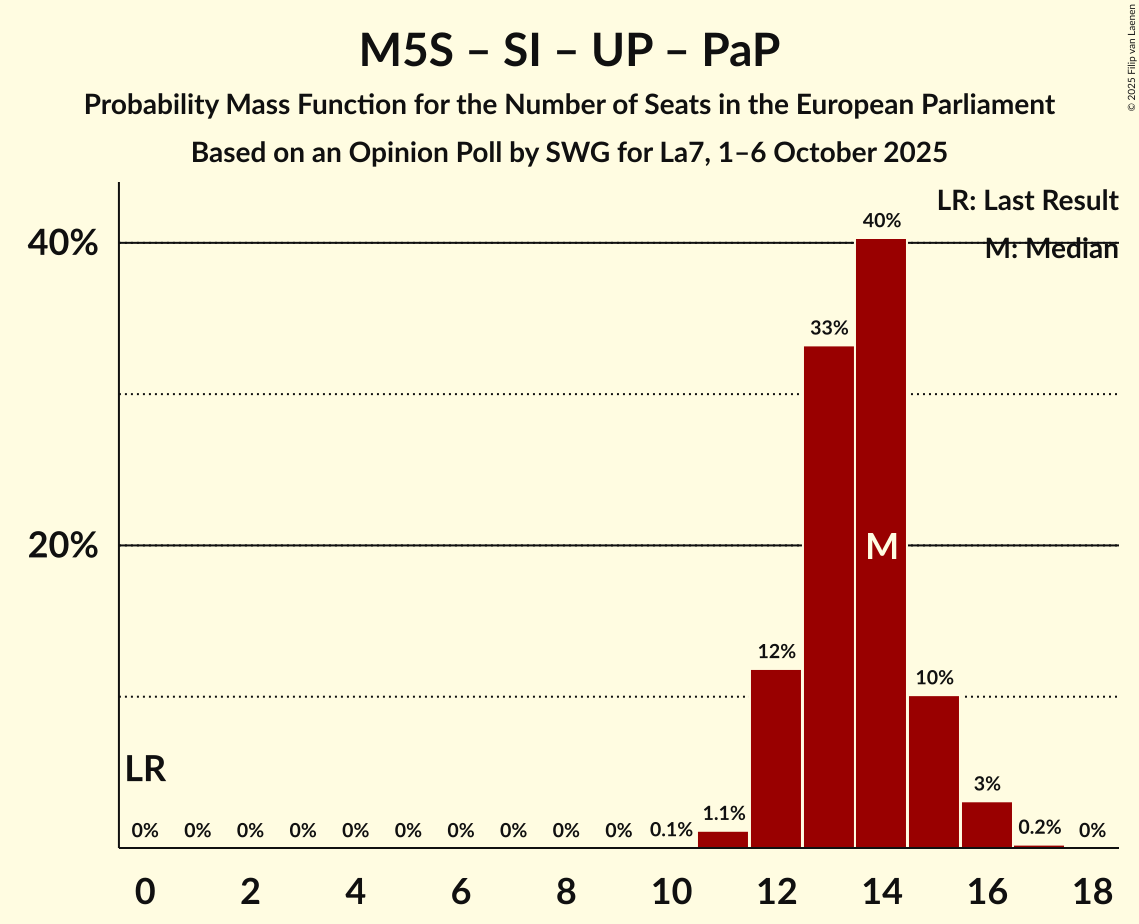 M5S – SI – UP – PaP
Probability Mass Function for the Number of Seats in the European Parliament
Based on an Opinion Poll by SWG for La7, 1–6 October 2025
© 2025 Filip van Laenen
LR: Last Result
M: Median
40%
20%
40%
33%
M
12%
10%
LR
3%
1.1%
0% 0% 0% 0% 0% 0% 0% 0% 0% 0% 0.1% 0.2% 0%
0 2 4 6 8 10 12 14 16 18